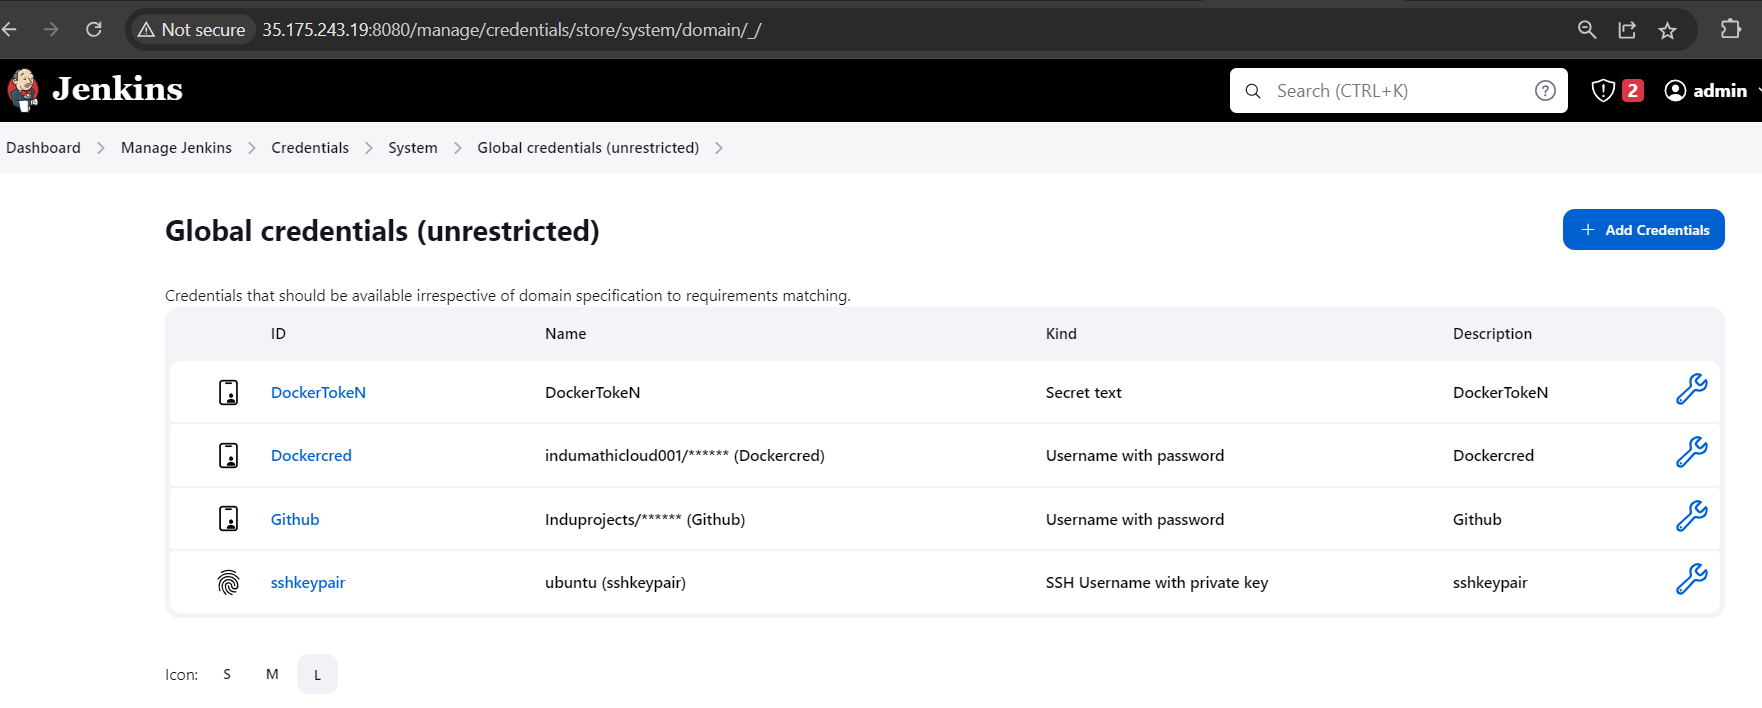 Not secure 35.175.243.19:8080/manage/credentials/store/system/domain/_/
Jenkins Search (CTRL+K) ? 2 admin
Dashboard > Manage Jenkins > Credentials > System > Global credentials (unrestricted) >
Global credentials (unrestricted) + Add Credentials
Credentials that should be available irrespective of domain specification to requirements matching.
ID Name Kind Description
DockerTokeN DockerTokeN Secret text DockerTokeN
Dockercred indumathicloud001/****** (Dockercred) Username with password Dockercred
Github Induprojects/****** (Github) Username with password Github
sshkeypair ubuntu (sshkeypair) SSH Username with private key sshkeypair
Icon: S M L